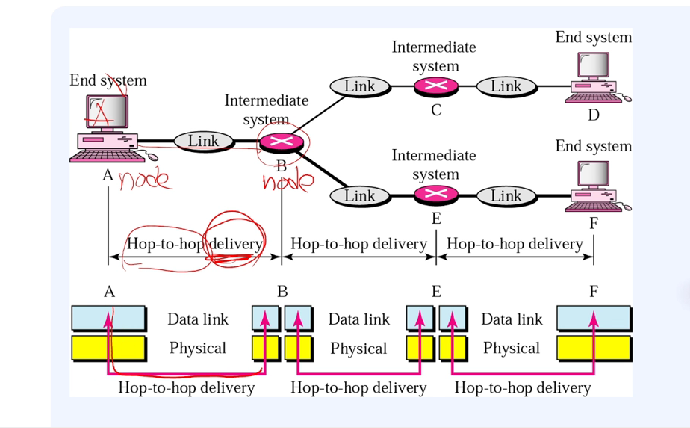 End system
Intermediate
system
Link
Link
C
End system
D
End system
A
Intermediate
system
Link
B
A node
node
Intermediate
system
Link
Link
E
End system
F
Hop-to-hop delivery
Hop-to-hop delivery
Hop-to-hop delivery
A
B
E
F
Data link
Data link
Data link
Physical
Physical
Physical
Hop-to-hop delivery
Hop-to-hop delivery
Hop-to-hop delivery